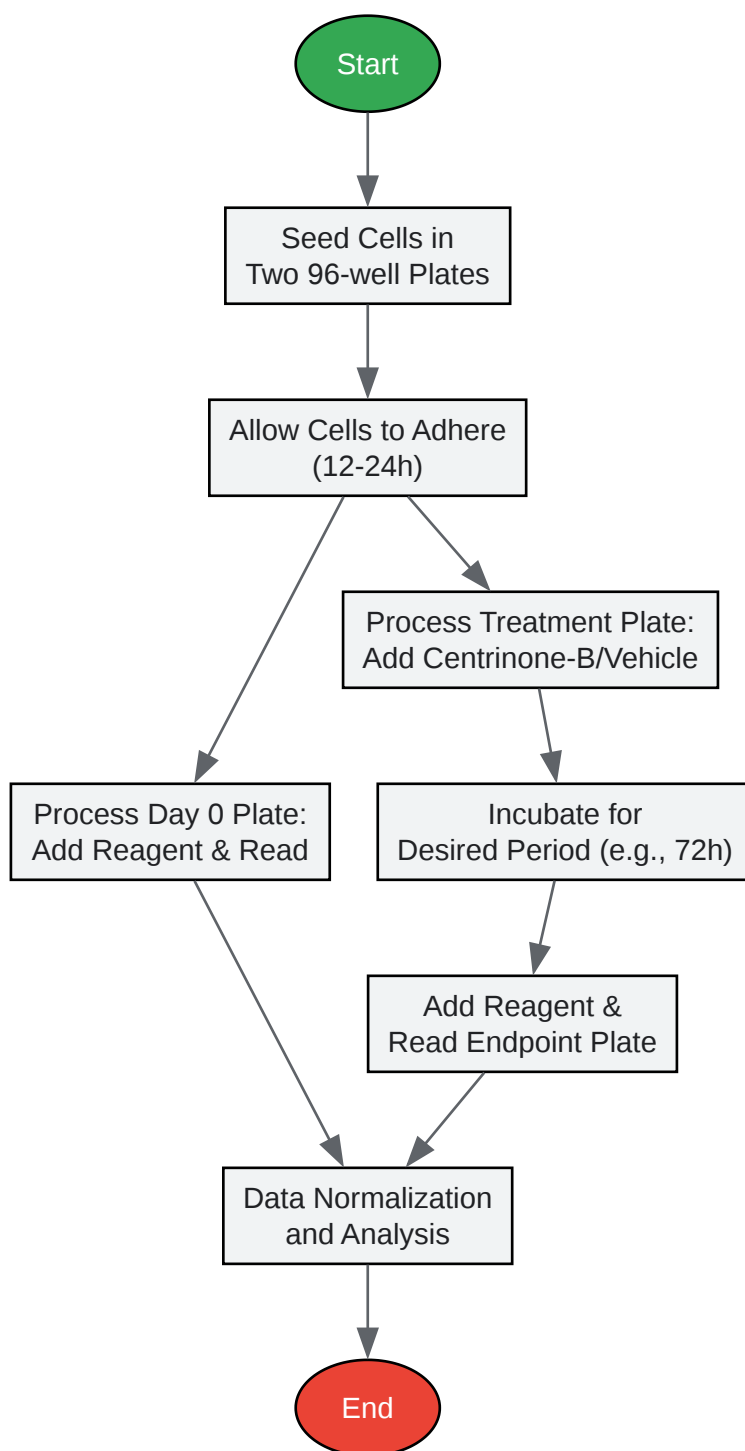 Start
Seed Cells in
Two 96-well Plates
Allow Cells to Adhere
(12-24h)
Process Treatment Plate:
Add Centrinone-B/Vehicle
Process Day 0 Plate:
Add Reagent & Read
Incubate for
Desired Period (e.g., 72h)
Add Reagent &
Read Endpoint Plate
Data Normalization
and Analysis
End